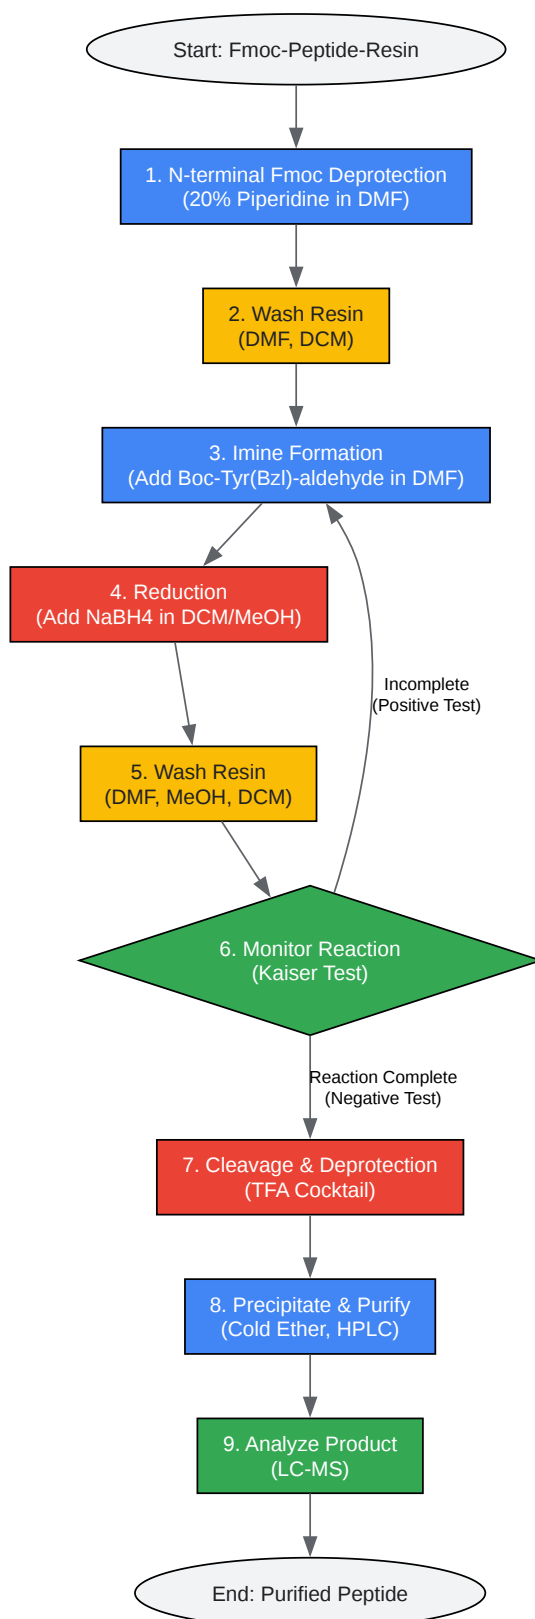 Start: Fmoc-Peptide-Resin
1. N-terminal Fmoc Deprotection
(20% Piperidine in DMF)
2. Wash Resin
(DMF, DCM)
3. Imine Formation
(Add Boc-Tyr(Bzl)-aldehyde in DMF)
4. Reduction
(Add NaBH4 in DCM/MeOH)
Incomplete
(Positive Test)
5. Wash Resin
(DMF, MeOH, DCM)
6. Monitor Reaction
(Kaiser Test)
Reaction Complete
(Negative Test)
7. Cleavage & Deprotection
(TFA Cocktail)
8. Precipitate & Purify
(Cold Ether, HPLC)
9. Analyze Product
(LC-MS)
End: Purified Peptide